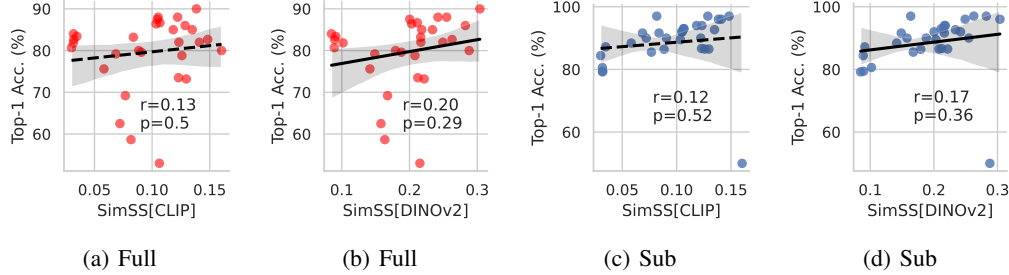 90
80
70
60
Top-1 Acc. (%)
r=0.13
p=0.5
0.05
0.10
0.15
SimSS[CLIP]
(a) Full
90
80
70
60
Top-1 Acc. (%)
r=0.20
p=0.29
0.1
0.2
0.3
SimSS[DINOv2]
(b) Full
100
80
60
Top-1 Acc. (%)
r=0.12
p=0.52
0.05
0.10
0.15
SimSS[CLIP]
(c) Sub
100
80
60
Top-1 Acc. (%)
r=0.17
p=0.36
0.1
0.2
0.3
SimSS[DINOv2]
(d) Sub